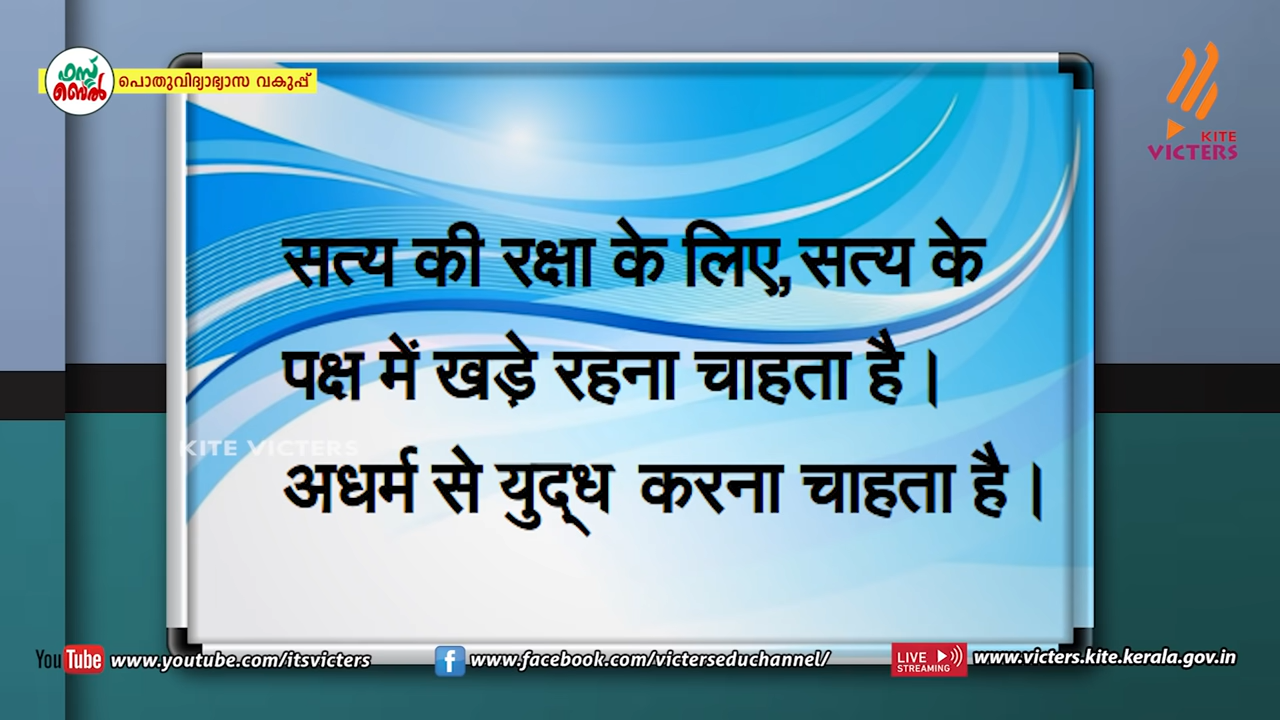 ഫസ്റ്റ് ബെൽ
പൊതുവിദ്യാഭ്യാസ വകുപ്പ്
KITE
VICTERS
सत्य की रक्षा के लिए, सत्य के
पक्ष में खड़े रहना चाहता है।
KITE VICTERS
अधर्म से युद्ध करना चाहता है।
YouTube www.youtube.com/itsvicters
f www.facebook.com/victerseduchannel/
LIVE STREAMING www.victers.kite.kerala.gov.in